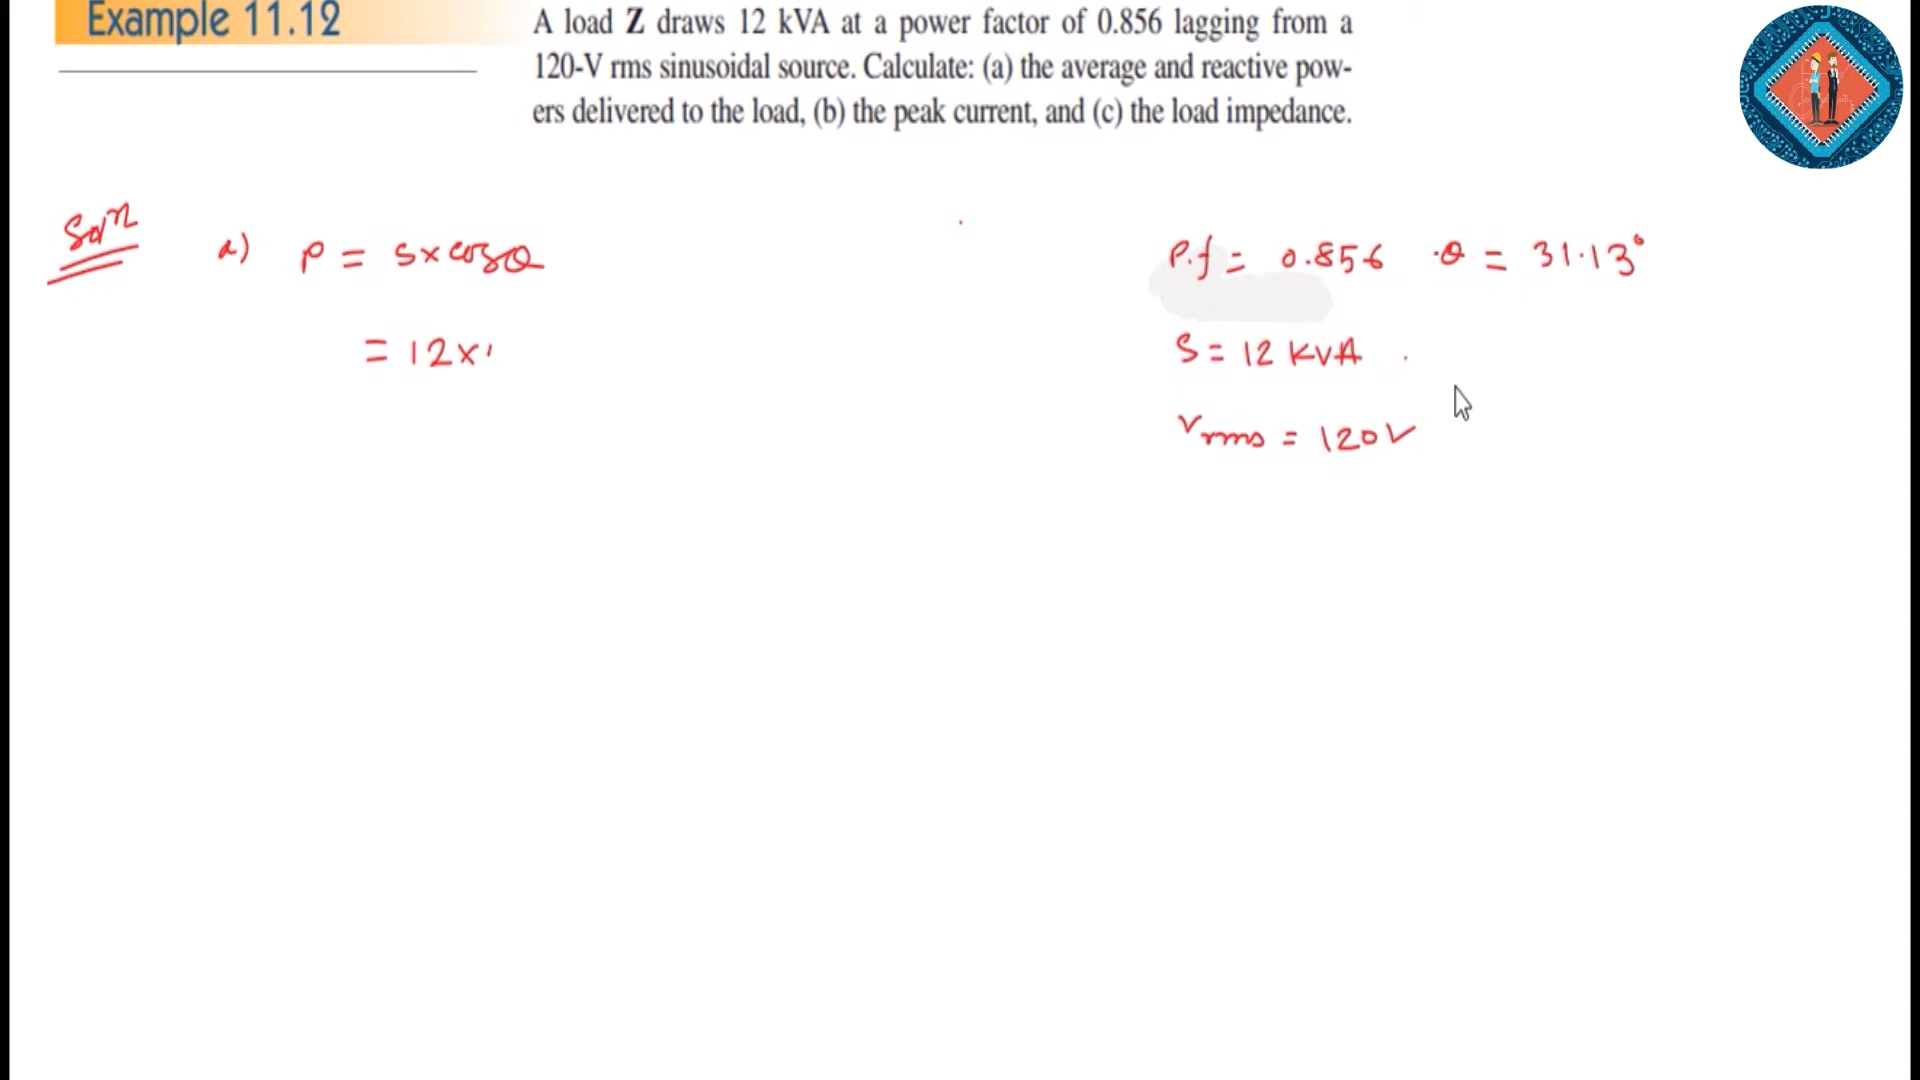 Example 11.12
A load Z draws 12 kVA at a power factor of 0.856 lagging from a
120-V rms sinusoidal source. Calculate: (a) the average and reactive pow-
ers delivered to the load, (b) the peak current, and (c) the load impedance.
Soln
a) P = S x cosθ
= 12 x
P.f = 0.856 θ = 31.13°
S = 12 KVA
Vrms = 120V